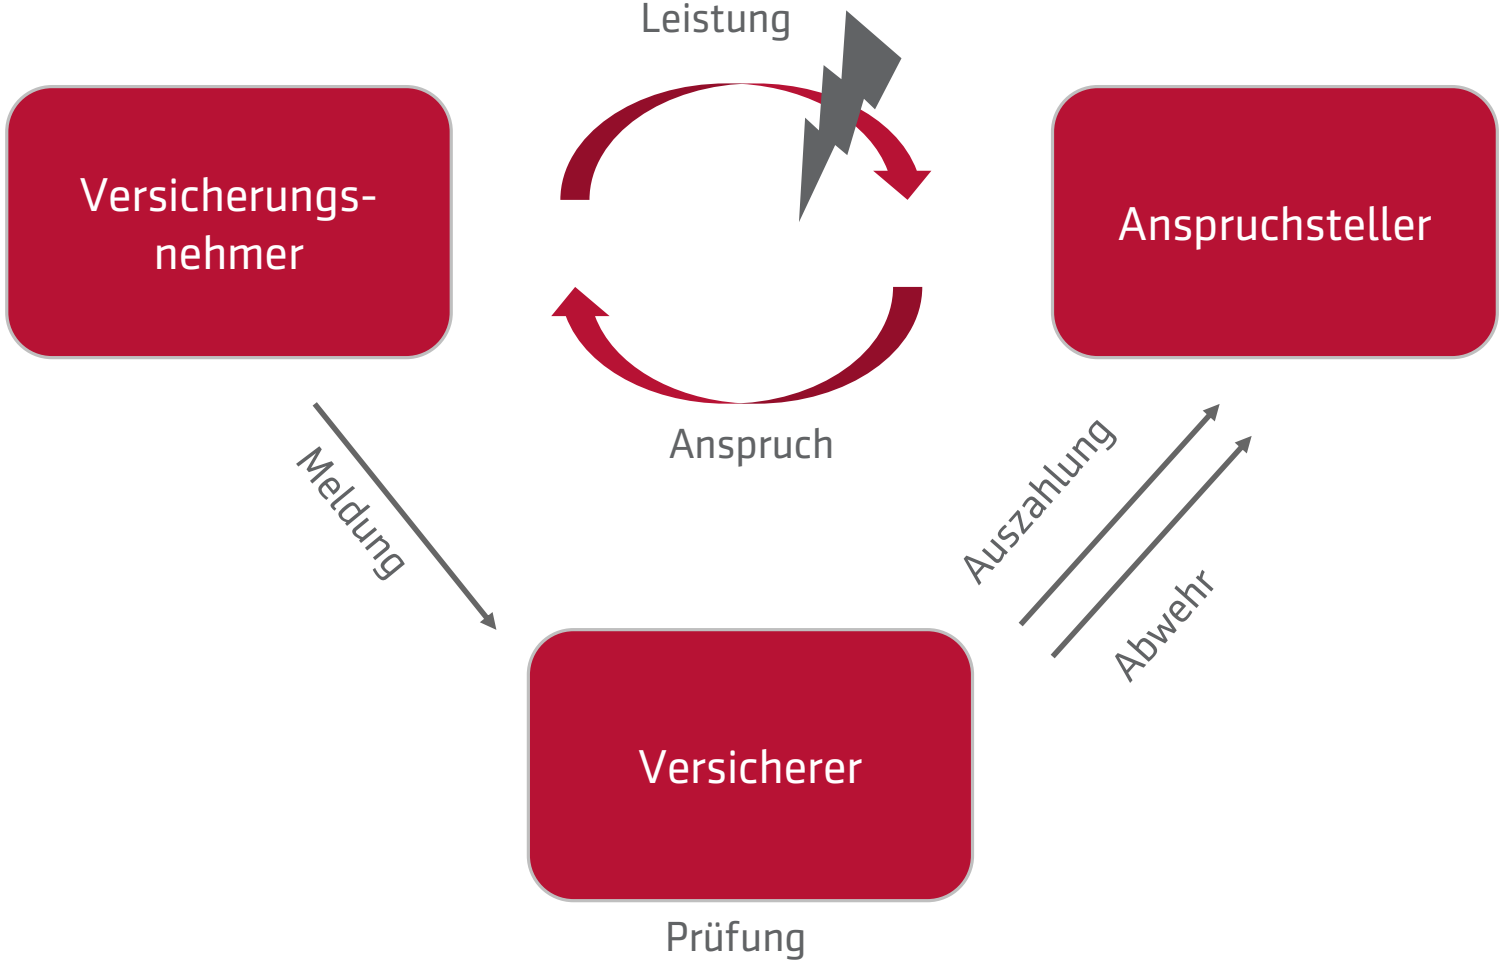 Leistung
Versicherungs-
nehmer
Anspruchsteller
Anspruch
Meldung
Auszahlung
Abwehr
Versicherer
Prüfung